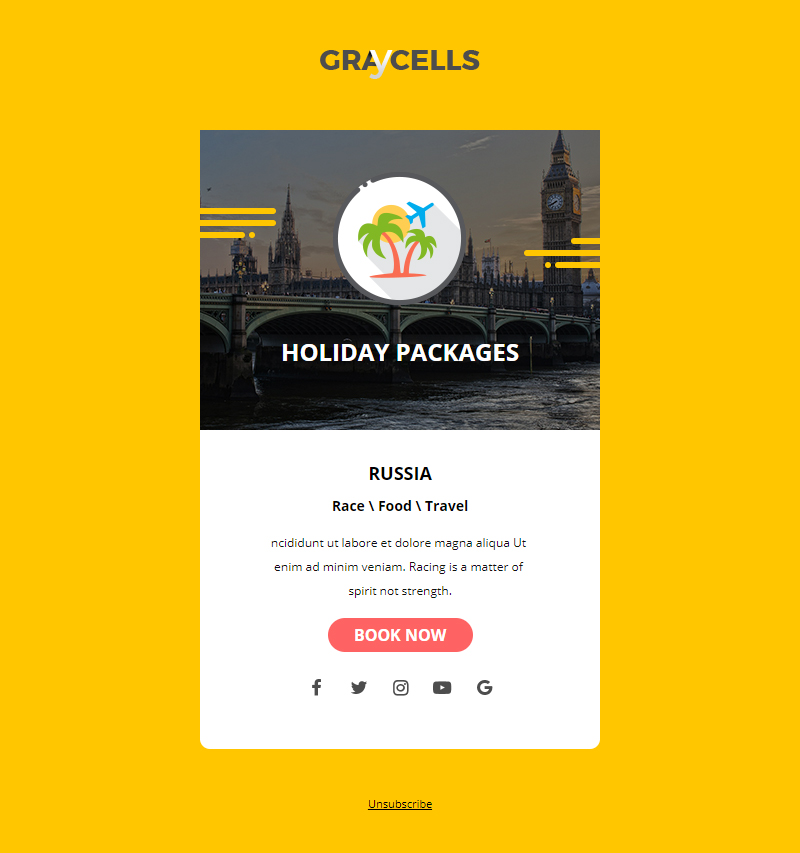 GRAyCELLS
HOLIDAY PACKAGES
RUSSIA
Race \ Food \ Travel
ncididunt ut labore et dolore magna aliqua Ut
enim ad minim veniam. Racing is a matter of
spirit not strength.
BOOK NOW
Unsubscribe